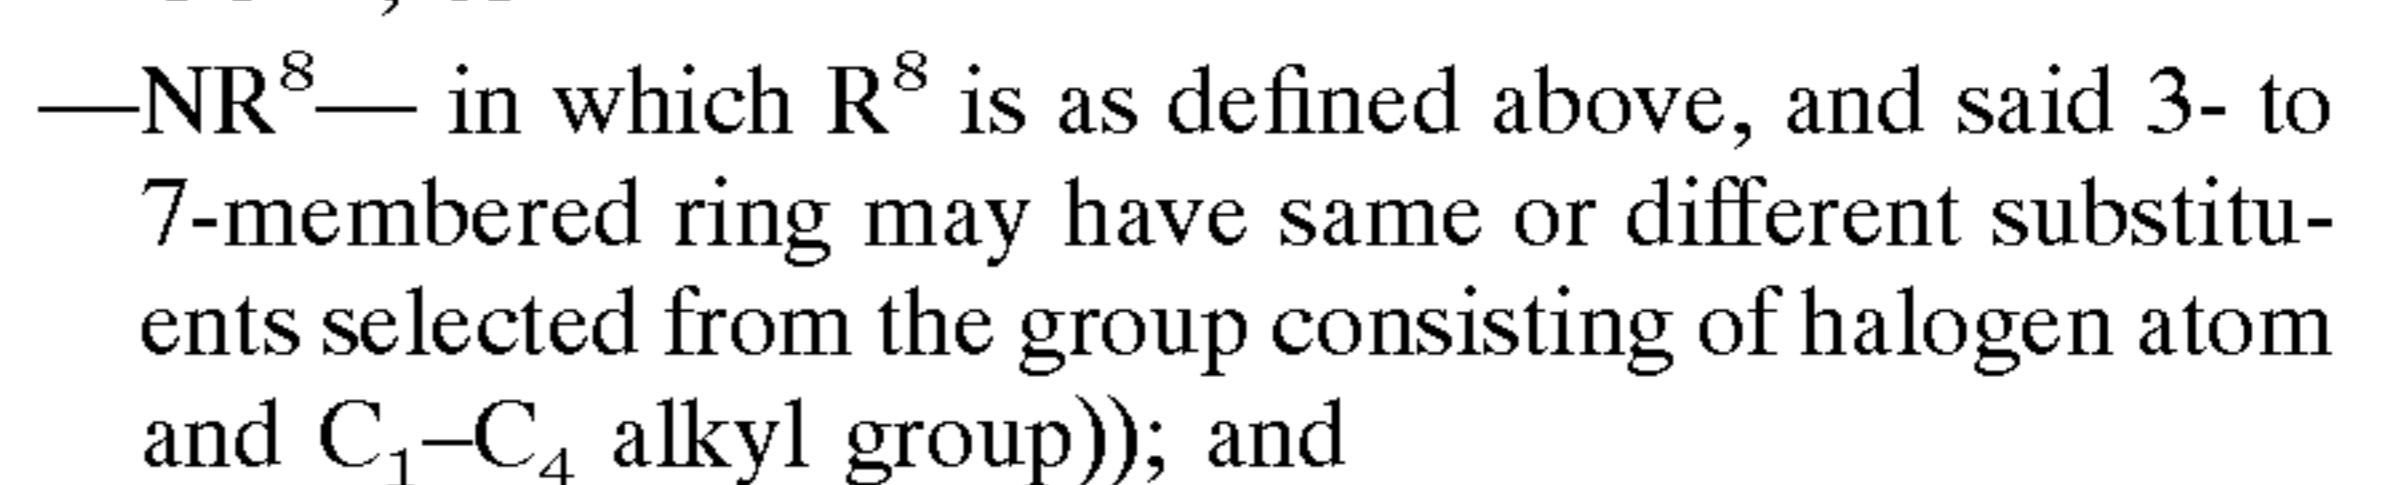 —NR⁸— in which R⁸ is as defined above, and said 3- to
7-membered ring may have same or different substitu-
ents selected from the group consisting of halogen atom
and C₁–C₄ alkyl group)); and